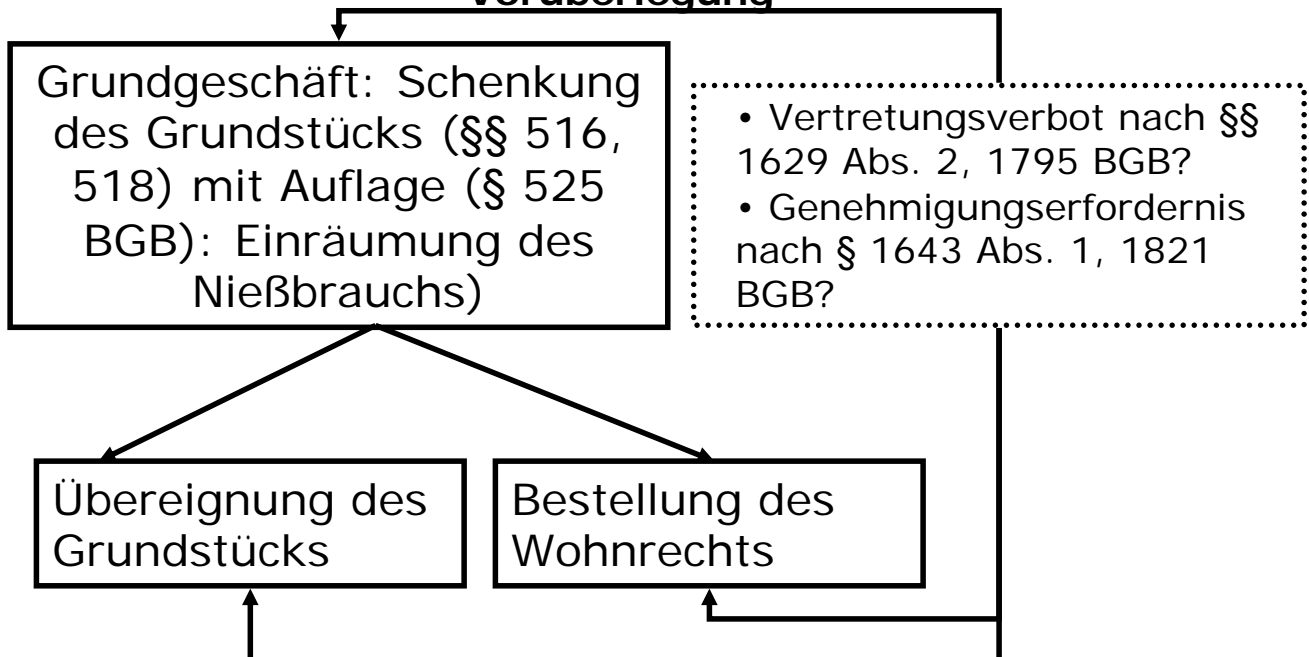 Vorüberlegung
Grundgeschäft: Schenkung
des Grundstücks (§§ 516,
518) mit Auflage (§ 525
BGB): Einräumung des
Nießbrauchs)
• Vertretungsverbot nach §§
1629 Abs. 2, 1795 BGB?
• Genehmigungserfordernis
nach § 1643 Abs. 1, 1821
BGB?
Übereignung des
Grundstücks
Bestellung des
Wohnrechts